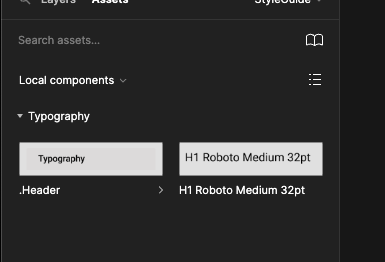 Layers Assets StyleGuide
Search assets...
Local components
Typography
Typography H1 Roboto Medium 32pt
.Header H1 Roboto Medium 32pt